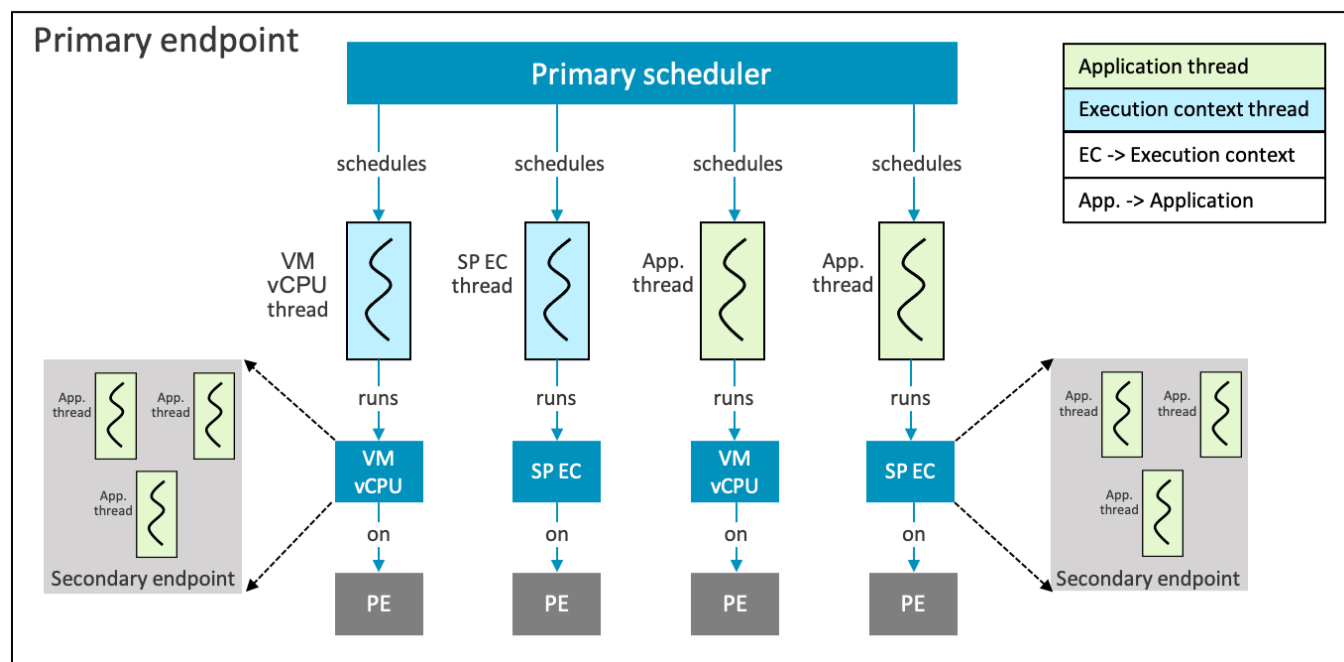 Primary endpoint
Primary scheduler
Application thread
Execution context thread
EC -> Execution context
App. -> Application
schedules
schedules
schedules
schedules
VM
vCPU
thread
SP EC
thread
App.
thread
App.
thread
runs
runs
runs
runs
App.
thread
App.
thread
App.
thread
Secondary endpoint
VM
vCPU
SP EC
VM
vCPU
SP EC
App.
thread
App.
thread
App.
thread
Secondary endpoint
on
on
on
on
PE
PE
PE
PE